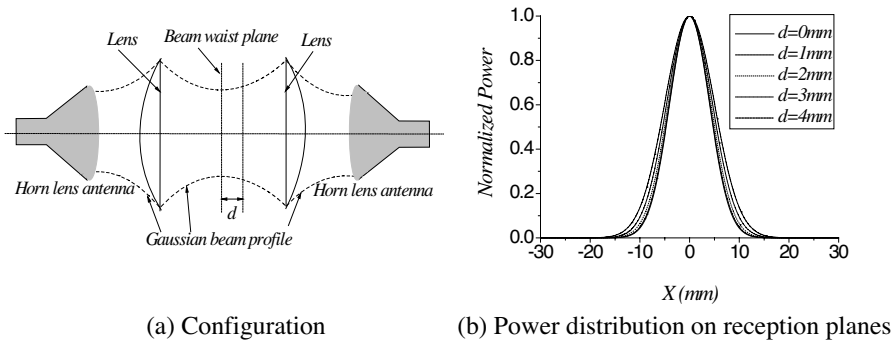 Lens
Beam waist plane
Lens
Horn lens antenna
Horn lens antenna
d
Gaussian beam profile
(a) Configuration
Normalized Power
1.0
0.8
0.6
0.4
0.2
0.0
-30 -20 -10 0 10 20 30
X (mm)
d=0mm
d=1mm
d=2mm
d=3mm
d=4mm
(b) Power distribution on reception planes